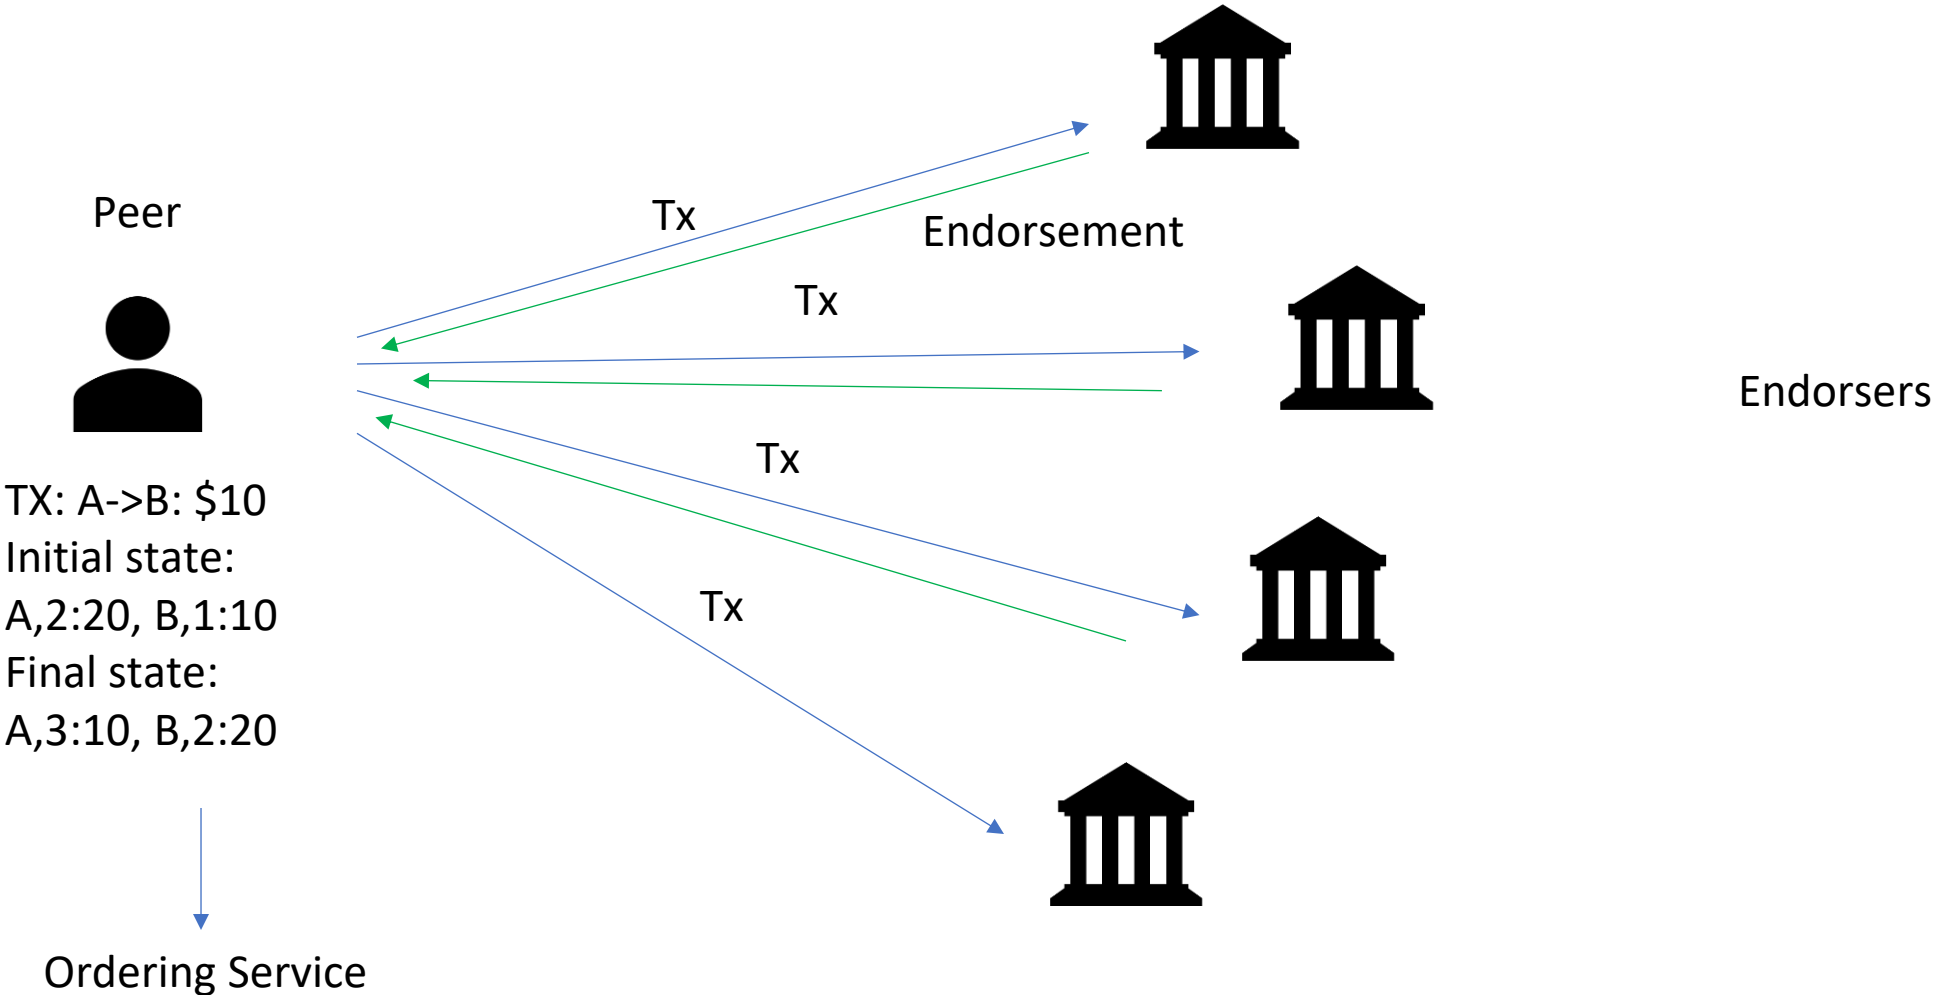 Peer
Tx
Endorsement
Tx
Endorsers
Tx
TX: A->B: $10
Initial state:
A,2:20, B,1:10
Tx
Final state:
A,3:10, B,2:20
Ordering Service